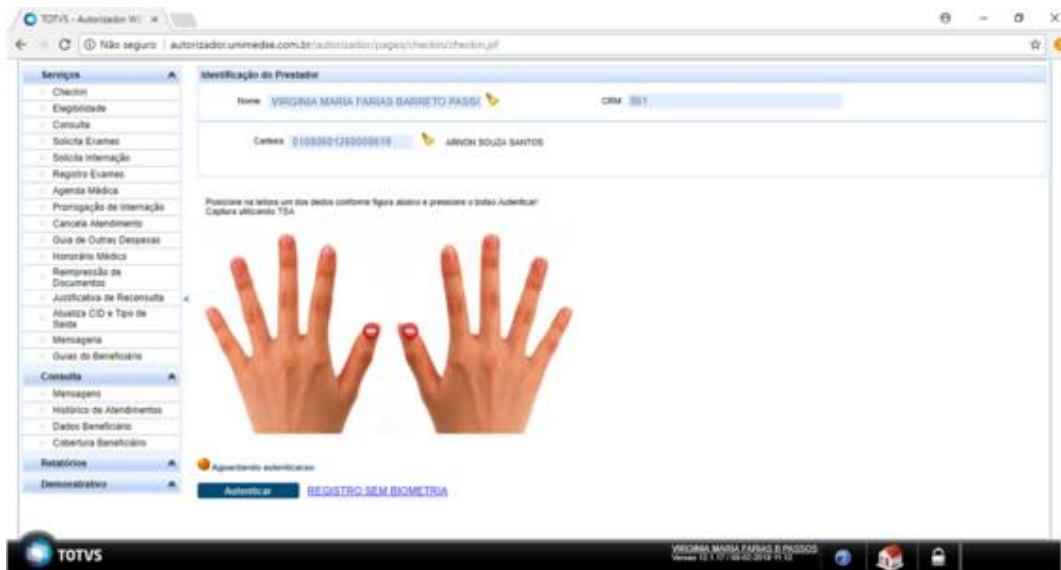 TOTVS - Autorizador W
Não seguro | autorizador.unimedse.com.br/autorizador/pages/checkin/checkin.jsf
Serviços
Checkin
Elegibilidade
Consulta
Solicita Exames
Solicita Internação
Registro Exames
Agenda Médica
Prorrogação de Internação
Cancela Atendimento
Guia de Outras Despesas
Honorário Médico
Reimpressão de
Documentos
Justificativa de Reconsulta
Atualiza CID e Tipo de
Saída
Mensageria
Guias do Beneficiário
Consulta
Mensagens
Histórico de Atendimentos
Dados Beneficiário
Cobertura Beneficiário
Relatórios
Demonstrativo
Identificação do Prestador
Nome VIRGINIA MARIA FARIAS BARRETO PASSO
CRM
Carteira
SOUZA SANTOS
Posicione na leitora um dos dedos conforme figura abaixo e pressione o botao Autenticar!
Captura utilizando TSA
Aguardando autenticacao
Autenticar REGISTRO SEM BIOMETRIA
TOTVS
VIRGINIA MARIA FARIAS B PASSOS